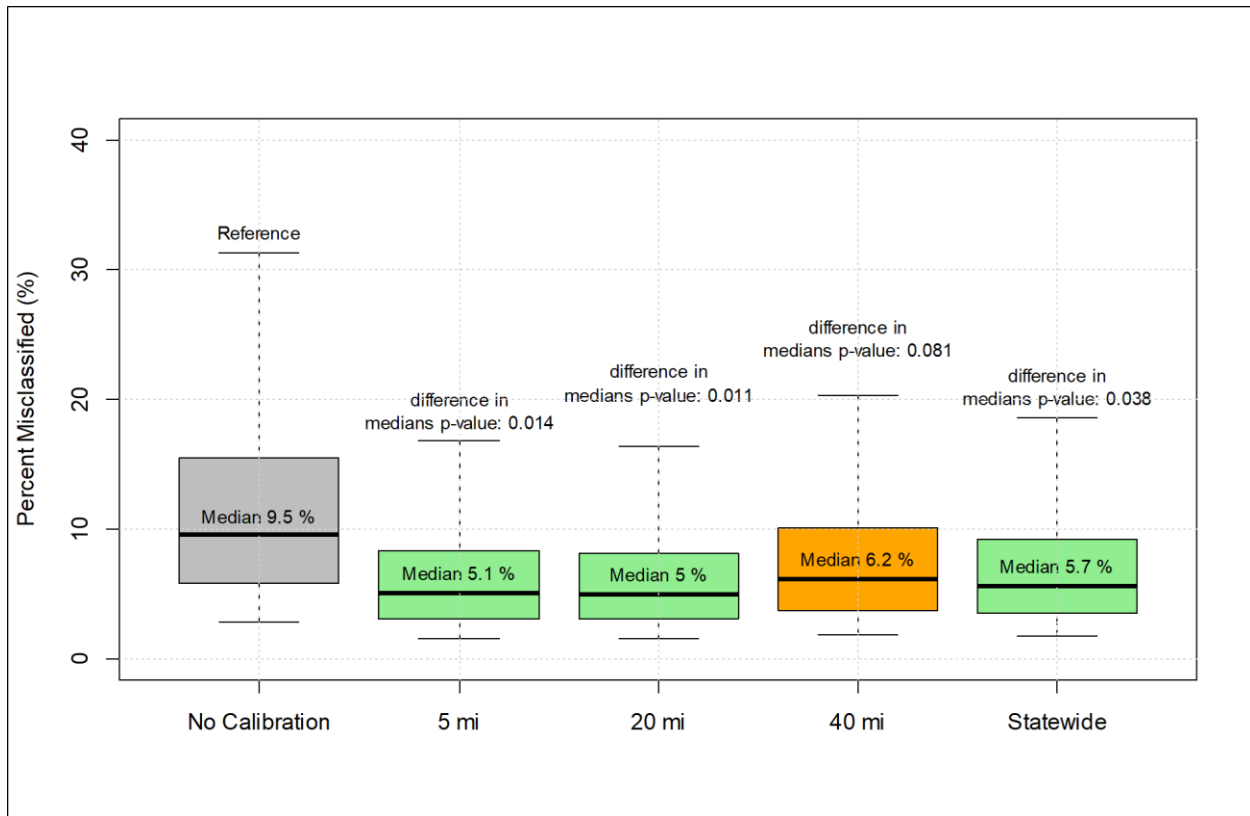 40
30
20
10
0
Percent Misclassified (%)
Reference
Median 9.5 %
difference in
medians p-value: 0.014
Median 5.1 %
difference in
medians p-value: 0.011
Median 5 %
difference in
medians p-value: 0.081
Median 6.2 %
difference in
medians p-value: 0.038
Median 5.7 %
No Calibration
5 mi
20 mi
40 mi
Statewide